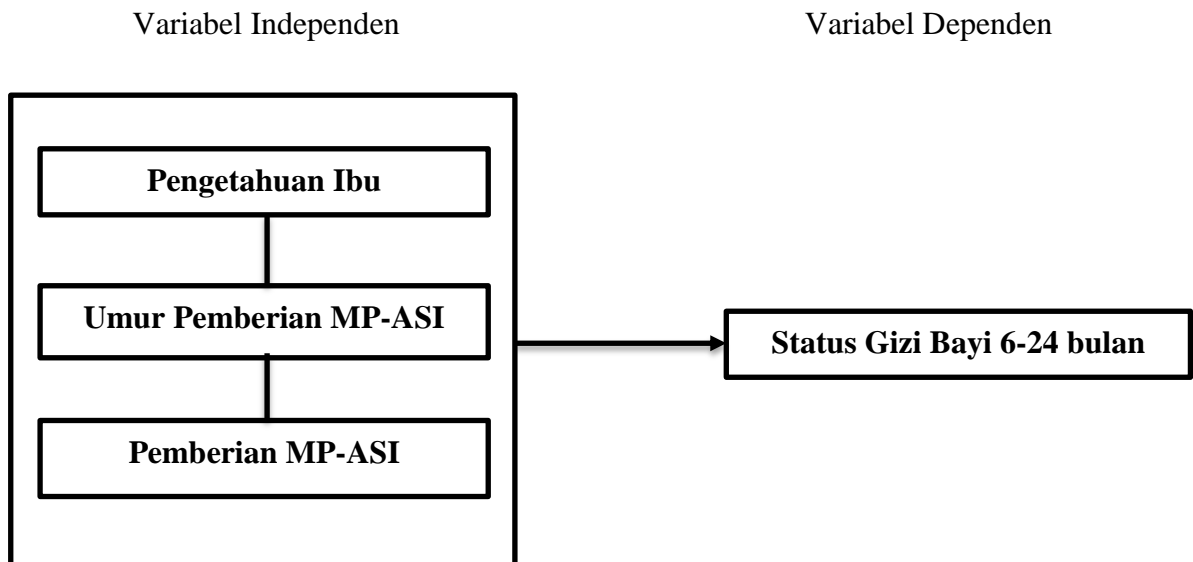 Variabel Independen
Variabel Dependen
Pengetahuan Ibu
Umur Pemberian MP-ASI
Pemberian MP-ASI
Status Gizi Bayi 6-24 bulan